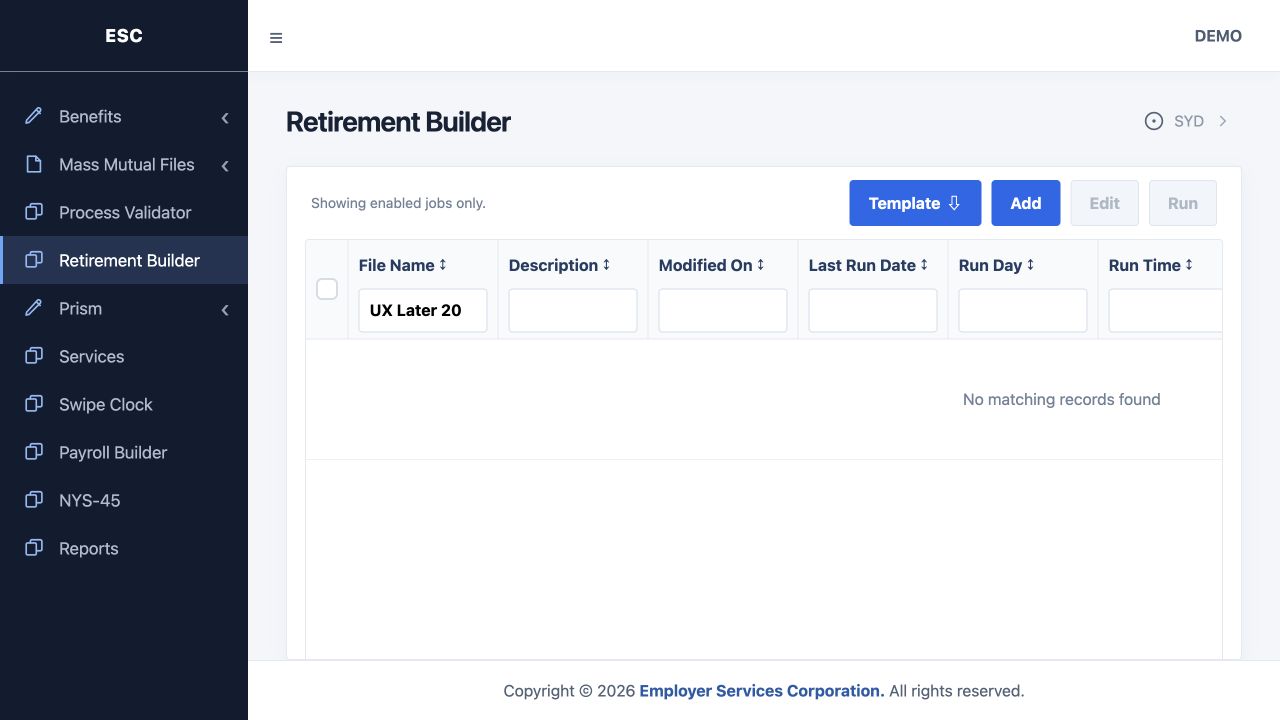 ESC
DEMO
Benefits
Mass Mutual Files
Process Validator
Retirement Builder
Prism
Services
Swipe Clock
Payroll Builder
NYS-45
Reports
Retirement Builder
SYD
Showing enabled jobs only.
Template
Add
Edit
Run
File Name
Description
Modified On
Last Run Date
Run Day
Run Time
UX Later 20
No matching records found
Copyright © 2026 Employer Services Corporation. All rights reserved.